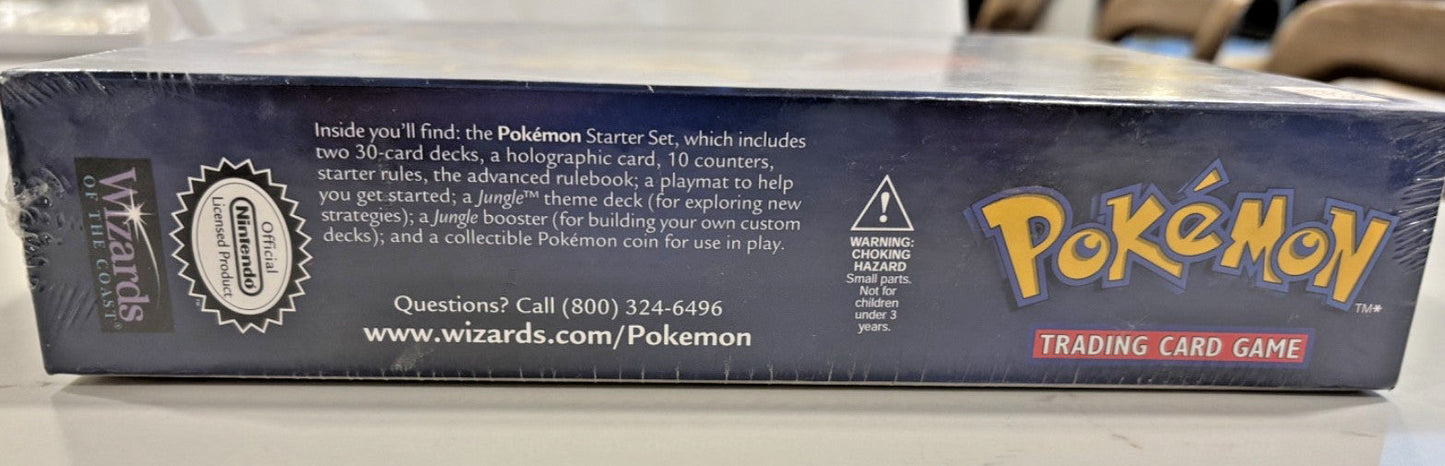 Wizards
OF THE COAST®
Official
Nintendo
Licensed Product
TM
Inside you'll find: the Pokémon Starter Set, which includes
two 30-card decks, a holographic card, 10 counters,
starter rules, the advanced rulebook; a playmat to help
you get started; a Jungle™ theme deck (for exploring new
strategies); a Jungle booster (for building your own custom
decks); and a collectible Pokémon coin for use in play.
Questions? Call (800) 324-6496
www.wizards.com/Pokemon
!
WARNING:
CHOKING
HAZARD
Small parts.
Not for
children
under 3
years.
POKéMON
TM*
TRADING CARD GAME